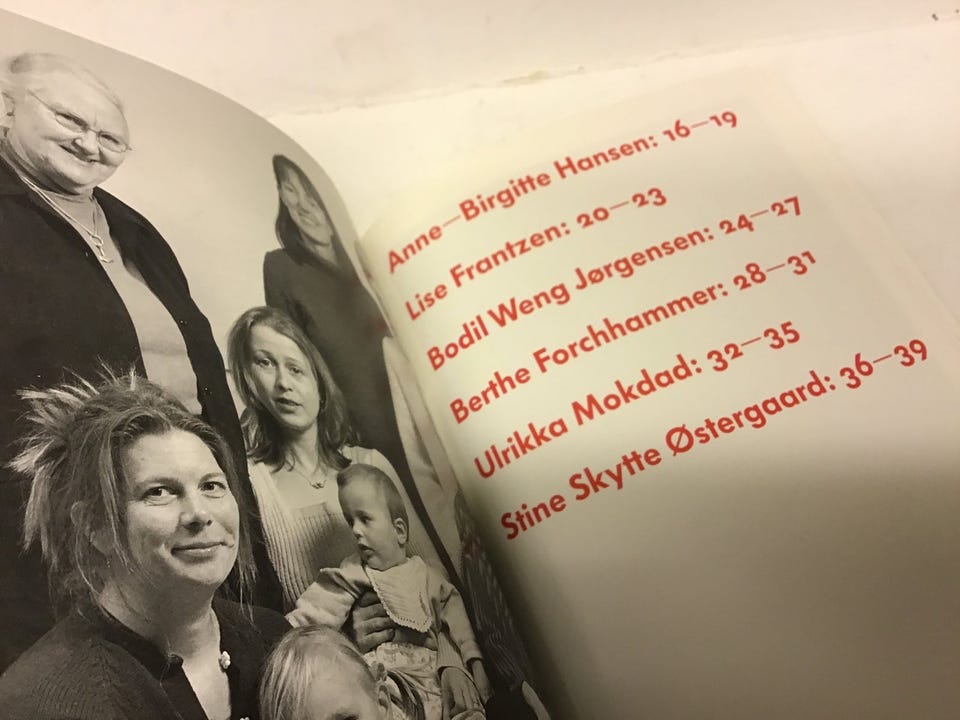 Anne—Birgitte Hansen: 16—19
Lise Frantzen: 20—23
Bodil Weng Jørgensen: 24—27
Berthe Forchhammer: 28—31
Ulrikka Mokdad: 32—35
Stine Skytte Østergaard: 36—39